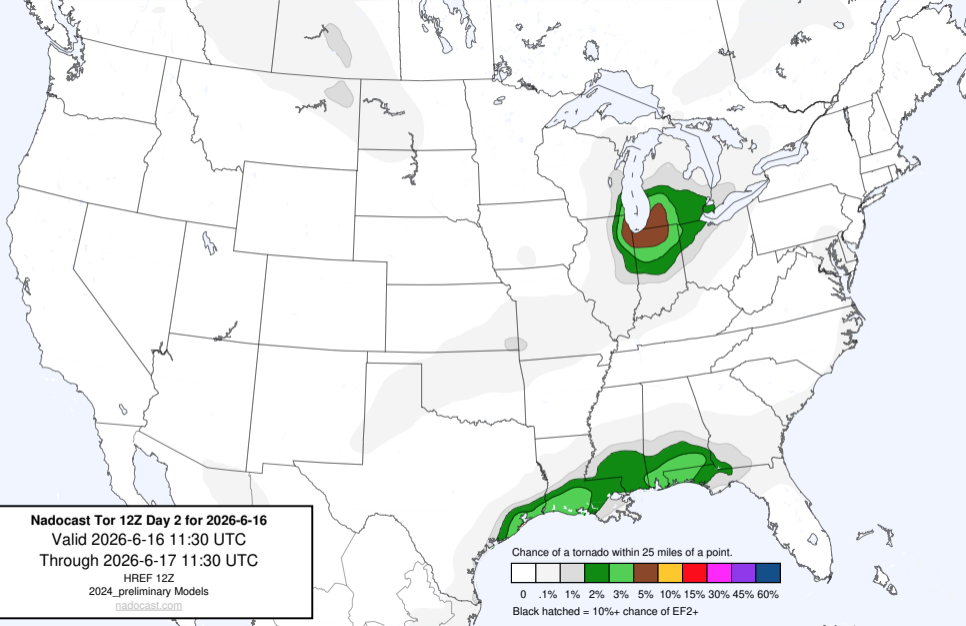 Nadocast Tor 12Z Day 2 for 2026-6-16
Valid 2026-6-16 11:30 UTC
Through 2026-6-17 11:30 UTC
HREF 12Z
2024_preliminary Models
nadocast.com
Chance of a tornado within 25 miles of a point.
0 .1% 1% 2% 3% 5% 10% 15% 30% 45% 60%
Black hatched = 10%+ chance of EF2+